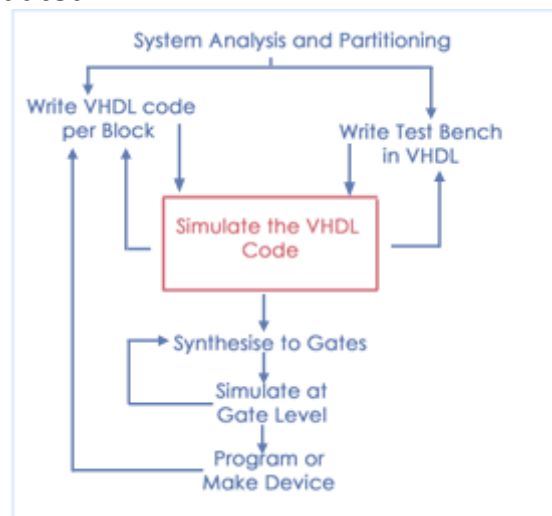 System Analysis and Partitioning
Write VHDL code
per Block
Write Test Bench
in VHDL
Simulate the VHDL
Code
Synthesise to Gates
Simulate at
Gate Level
Program or
Make Device